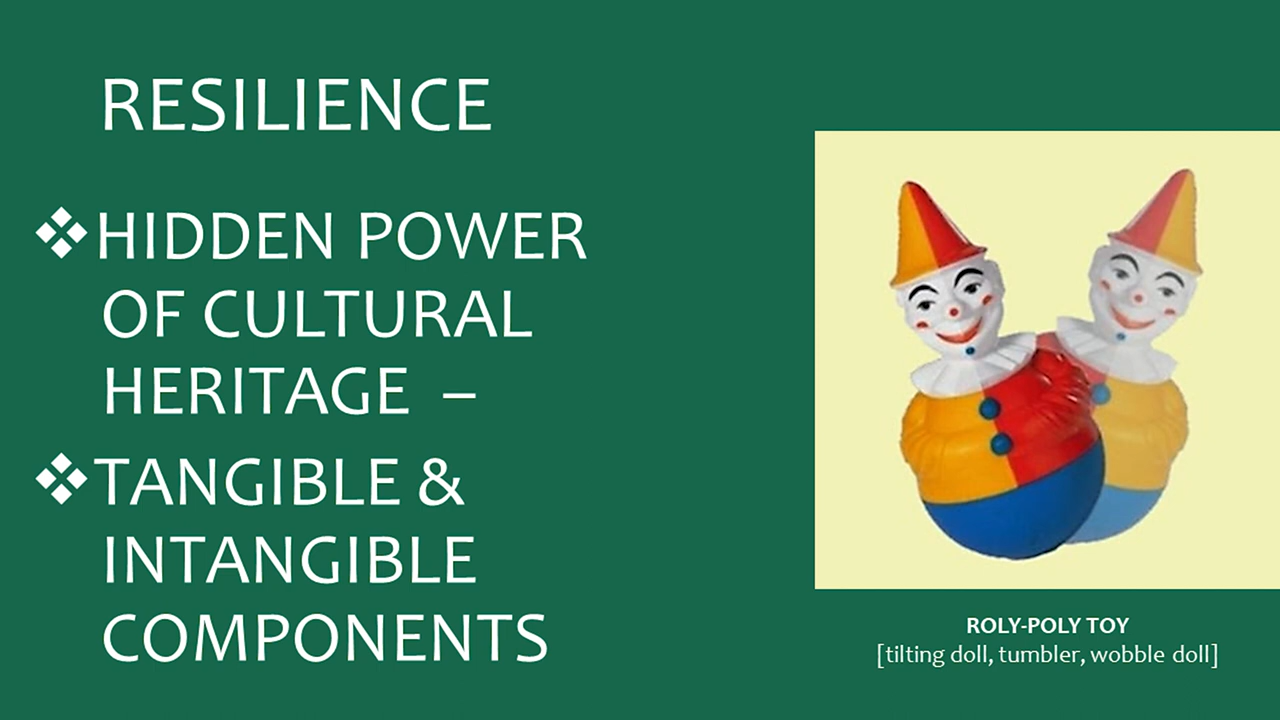 RESILIENCE
❖HIDDEN POWER
OF CULTURAL
HERITAGE –
❖TANGIBLE &
INTANGIBLE
COMPONENTS
ROLY-POLY TOY
[tilting doll, tumbler, wobble doll]